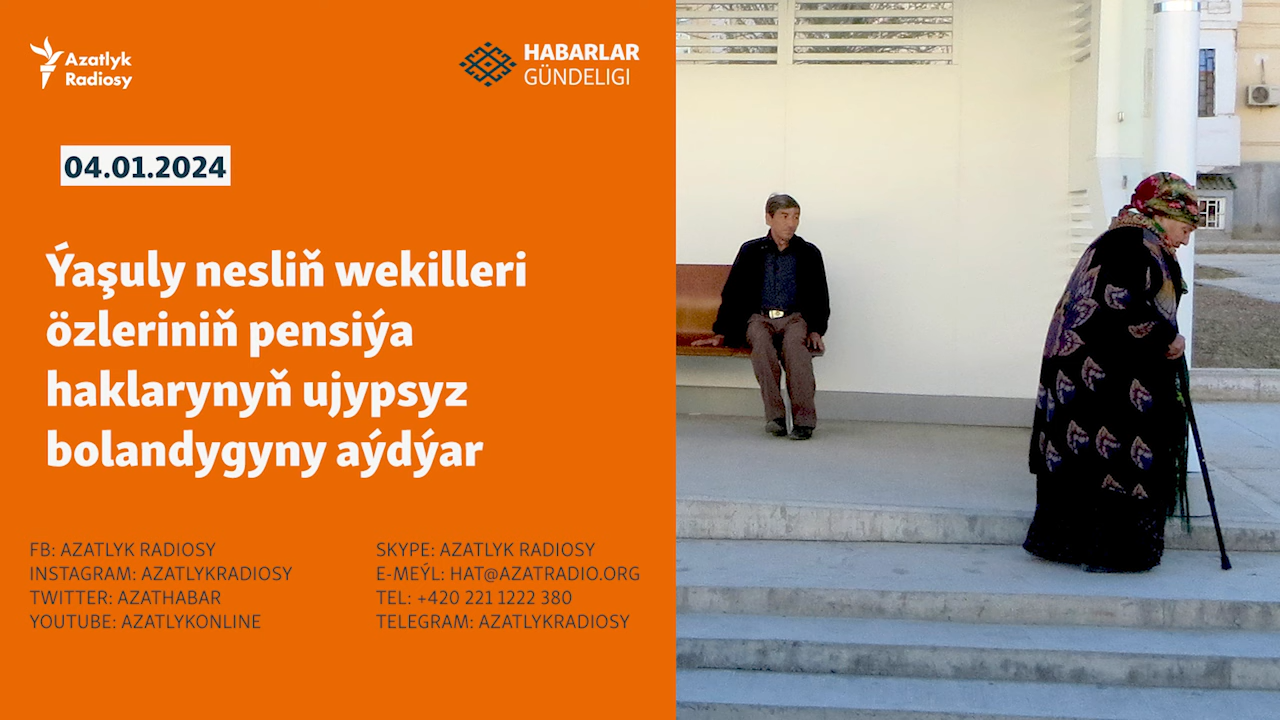 Azatlyk
Radiosy
HABARLAR
GÜNDELIGI
04.01.2024
Ýaşuly nesliň wekilleri
özleriniň pensiýa
haklarynyň ujypsyz
bolandygyny aýdýar
FB: AZATLYK RADIOSY
INSTAGRAM: AZATLYKRADIOSY
TWITTER: AZATHABAR
YOUTUBE: AZATLYKONLINE
SKYPE: AZATLYK RADIOSY
E-MEÝL: HAT@AZATRADIO.ORG
TEL: +420 221 1222 380
TELEGRAM: AZATLYKRADIOSY